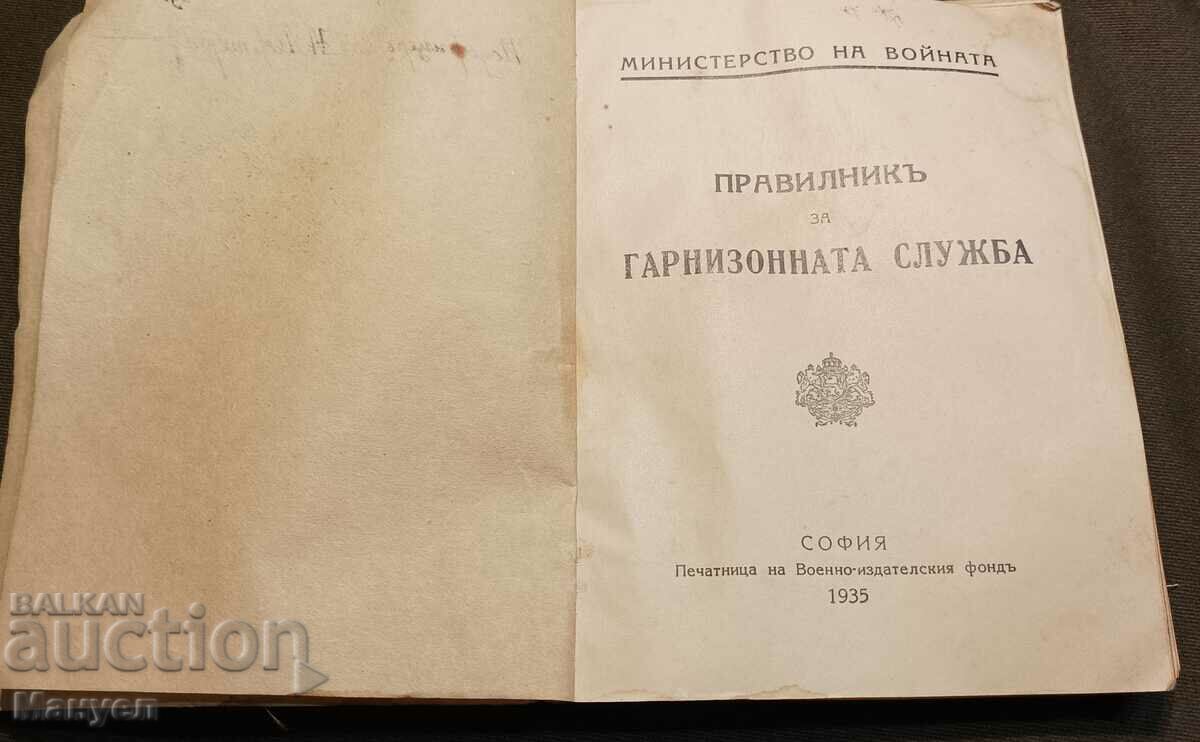 МИНИСТЕРСТВО НА ВОЙНАТА
ПРАВИЛНИКЪ
ЗА
ГАРНИЗОННАТА СЛУЖБА
СОФИЯ
Печатница на Военно-издателския фондъ
1935
BALKAN
auction
Мануел